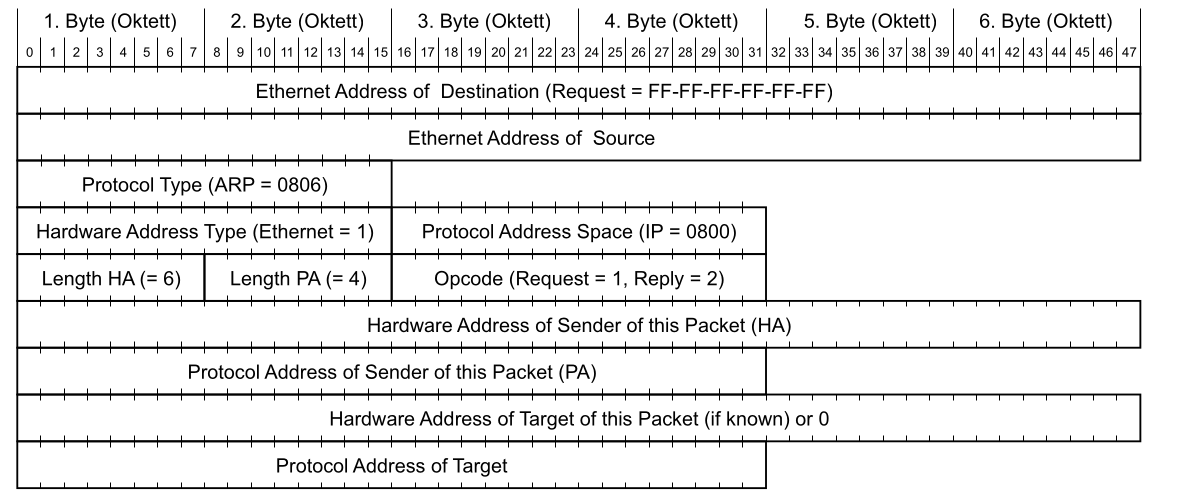 1. Byte (Oktett) 2. Byte (Oktett) 3. Byte (Oktett) 4. Byte (Oktett) 5. Byte (Oktett) 6. Byte (Oktett)
0 1 2 3 4 5 6 7 8 9 10 11 12 13 14 15 16 17 18 19 20 21 22 23 24 25 26 27 28 29 30 31 32 33 34 35 36 37 38 39 40 41 42 43 44 45 46 47
Ethernet Address of Destination (Request = FF-FF-FF-FF-FF-FF)
Ethernet Address of Source
Protocol Type (ARP = 0806)
Hardware Address Type (Ethernet = 1) Protocol Address Space (IP = 0800)
Length HA (= 6) Length PA (= 4) Opcode (Request = 1, Reply = 2)
Hardware Address of Sender of this Packet (HA)
Protocol Address of Sender of this Packet (PA)
Hardware Address of Target of this Packet (if known) or 0
Protocol Address of Target